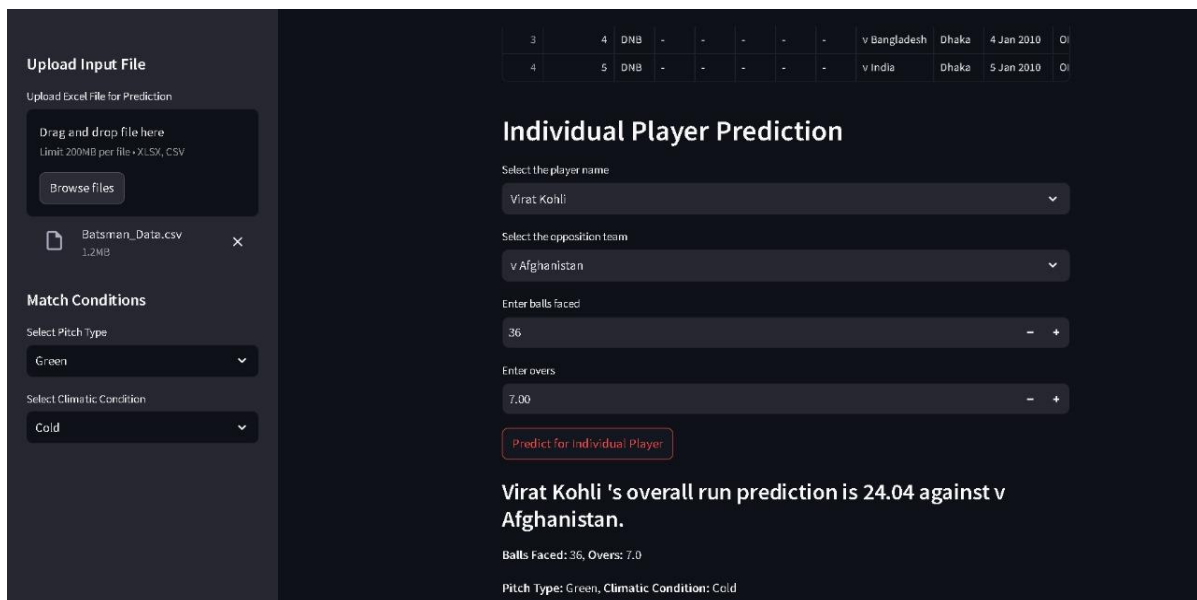 Upload Input File
Upload Excel File for Prediction
Drag and drop file here
Limit 200MB per file • XLSX, CSV
Browse files
Batsman_Data.csv
1.2MB
Match Conditions
Select Pitch Type
Green
Select Climatic Condition
Cold
3 4 DNB - - - - - v Bangladesh Dhaka 4 Jan 2010
4 5 DNB - - - - - v India Dhaka 5 Jan 2010
Individual Player Prediction
Select the player name
Virat Kohli
Select the opposition team
v Afghanistan
Enter balls faced
36 - +
Enter overs
7.00 - +
Predict for Individual Player
Virat Kohli 's overall run prediction is 24.04 against v
Afghanistan.
Balls Faced: 36, Overs: 7.0
Pitch Type: Green, Climatic Condition: Cold